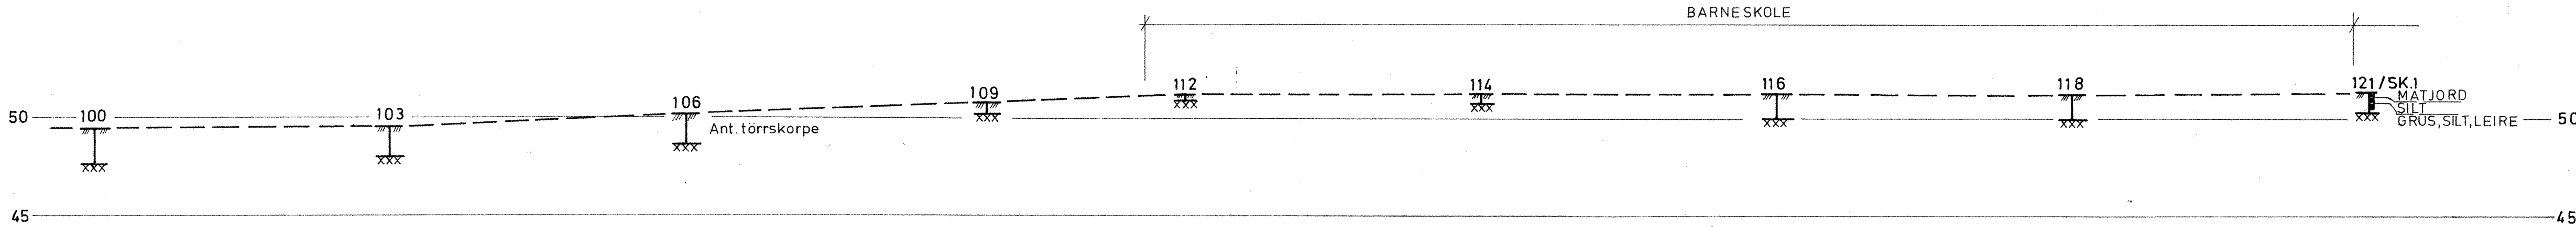 BARNESKOLE
112 114 116 118 121/SK.1
109
106
103
100
MATJORD
SILT
GRUS, SILT, LEIRE
50 50
Ant. törrskorpe
45 45